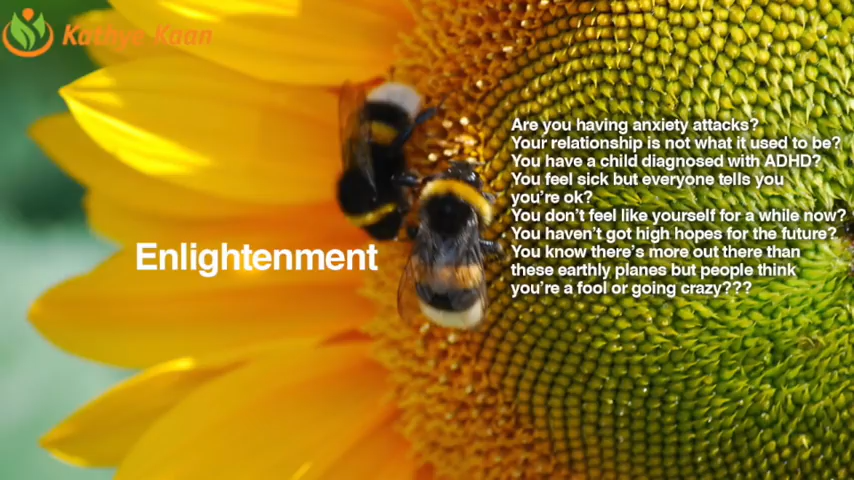 Kathye Kaan
Enlightenment
Are you having anxiety attacks?
Your relationship is not what it used to be?
You have a child diagnosed with ADHD?
You feel sick but everyone tells you
you're ok?
You don't feel like yourself for a while now?
You haven't got high hopes for the future?
You know there's more out there than
these earthly planes but people think
you're a fool or going crazy???